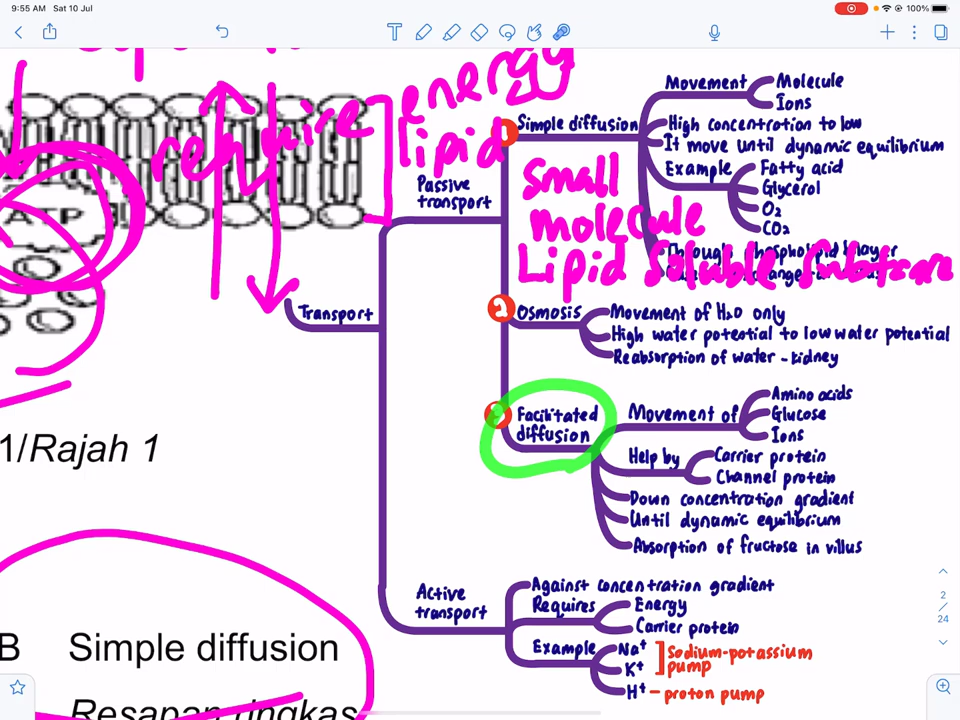 9:55 AM Sat 10 Jul
100%
energy
require
lipid
ATP
Transport
Passive
transport
1 Simple diffusion
Movement
Molecule
Ions
High concentration to low
It move until dynamic equilibrium
Example
Fatty acid
Glycerol
O₂
CO₂
Small
molecule
Lipid Soluble
2 Osmosis
Movement of H₂O only
High water potential to low water potential
Reabsorption of water - kidney
Facilitated
diffusion
Movement of
Amino acids
Glucose
Ions
Help by
Carrier protein
Channel protein
Down concentration gradient
Until dynamic equilibrium
Absorption of fructose in villus
Active
transport
Against concentration gradient
Requires
Energy
Carrier protein
Example
Na⁺
K⁺
Sodium-potassium
pump
H⁺ - proton pump
1/Rajah 1
B Simple diffusion
Resapan ringkas
2
/
24